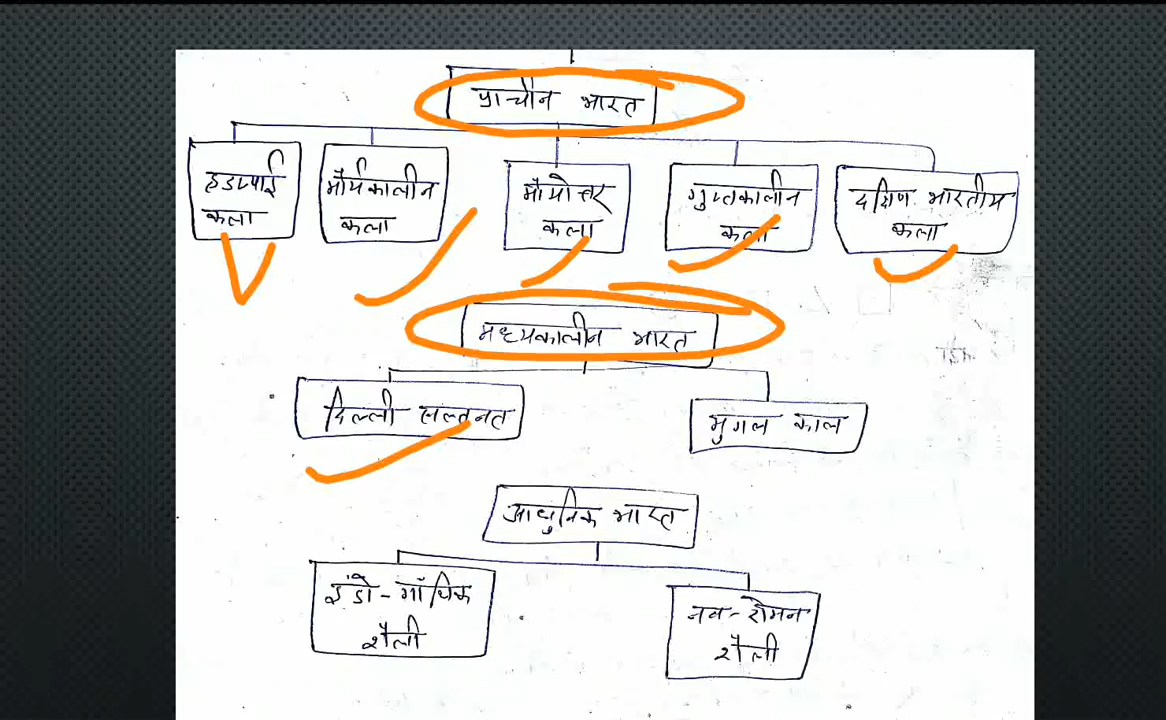 प्राचीन भारत
हडप्पाई
कला
मौर्यकालीन
कला
मौर्योत्तर
कला
गुप्तकालीन
कला
दक्षिण भारतीय
कला
मध्यकालीन भारत
दिल्ली सल्तनत
मुगल काल
आधुनिक भारत
इंडो-गॉथिक
शैली
नव-रोमन
शैली